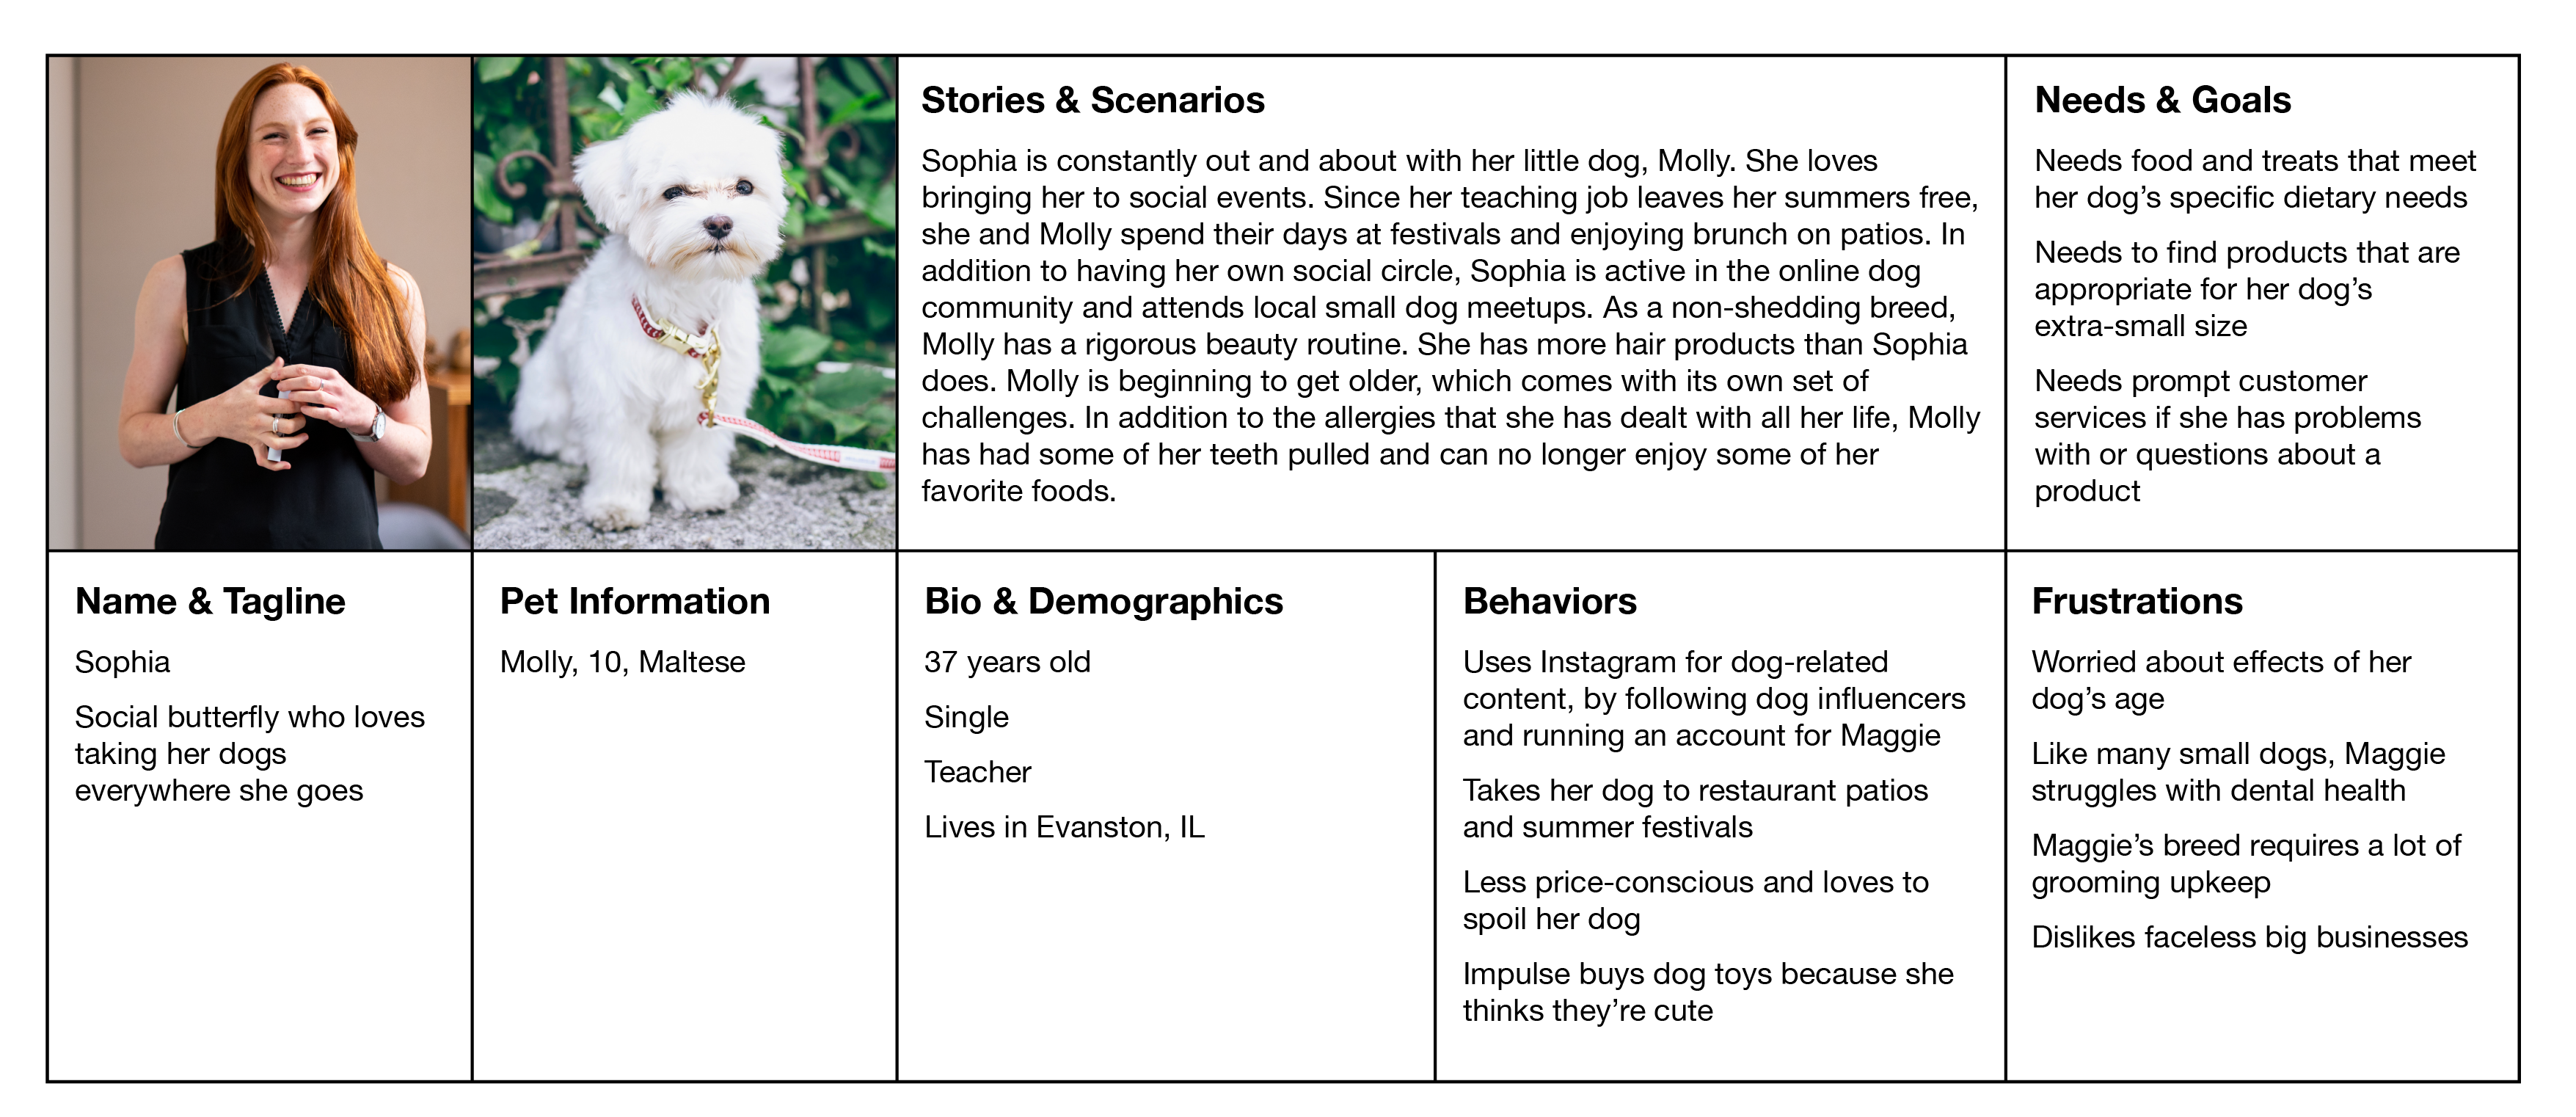 Stories & Scenarios
Sophia is constantly out and about with her little dog, Molly. She loves
bringing her to social events. Since her teaching job leaves her summers free,
she and Molly spend their days at festivals and enjoying brunch on patios. In
addition to having her own social circle, Sophia is active in the online dog
community and attends local small dog meetups. As a non-shedding breed,
Molly has a rigorous beauty routine. She has more hair products than Sophia
does. Molly is beginning to get older, which comes with its own set of
challenges. In addition to the allergies that she has dealt with all her life, Molly
has had some of her teeth pulled and can no longer enjoy some of her
favorite foods.
Needs & Goals
Needs food and treats that meet
her dog’s specific dietary needs
Needs to find products that are
appropriate for her dog’s
extra-small size
Needs prompt customer
services if she has problems
with or questions about a
product
Name & Tagline
Sophia
Social butterfly who loves
taking her dogs
everywhere she goes
Pet Information
Molly, 10, Maltese
Bio & Demographics
37 years old
Single
Teacher
Lives in Evanston, IL
Behaviors
Uses Instagram for dog-related
content, by following dog influencers
and running an account for Maggie
Takes her dog to restaurant patios
and summer festivals
Less price-conscious and loves to
spoil her dog
Impulse buys dog toys because she
thinks they’re cute
Frustrations
Worried about effects of her
dog’s age
Like many small dogs, Maggie
struggles with dental health
Maggie’s breed requires a lot of
grooming upkeep
Dislikes faceless big businesses